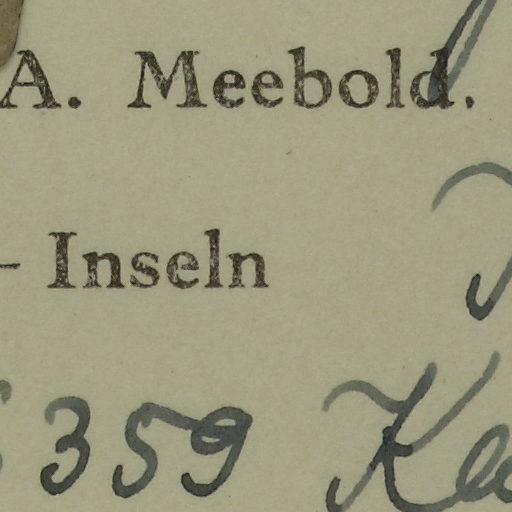 A. Meebold.
– Inseln
359